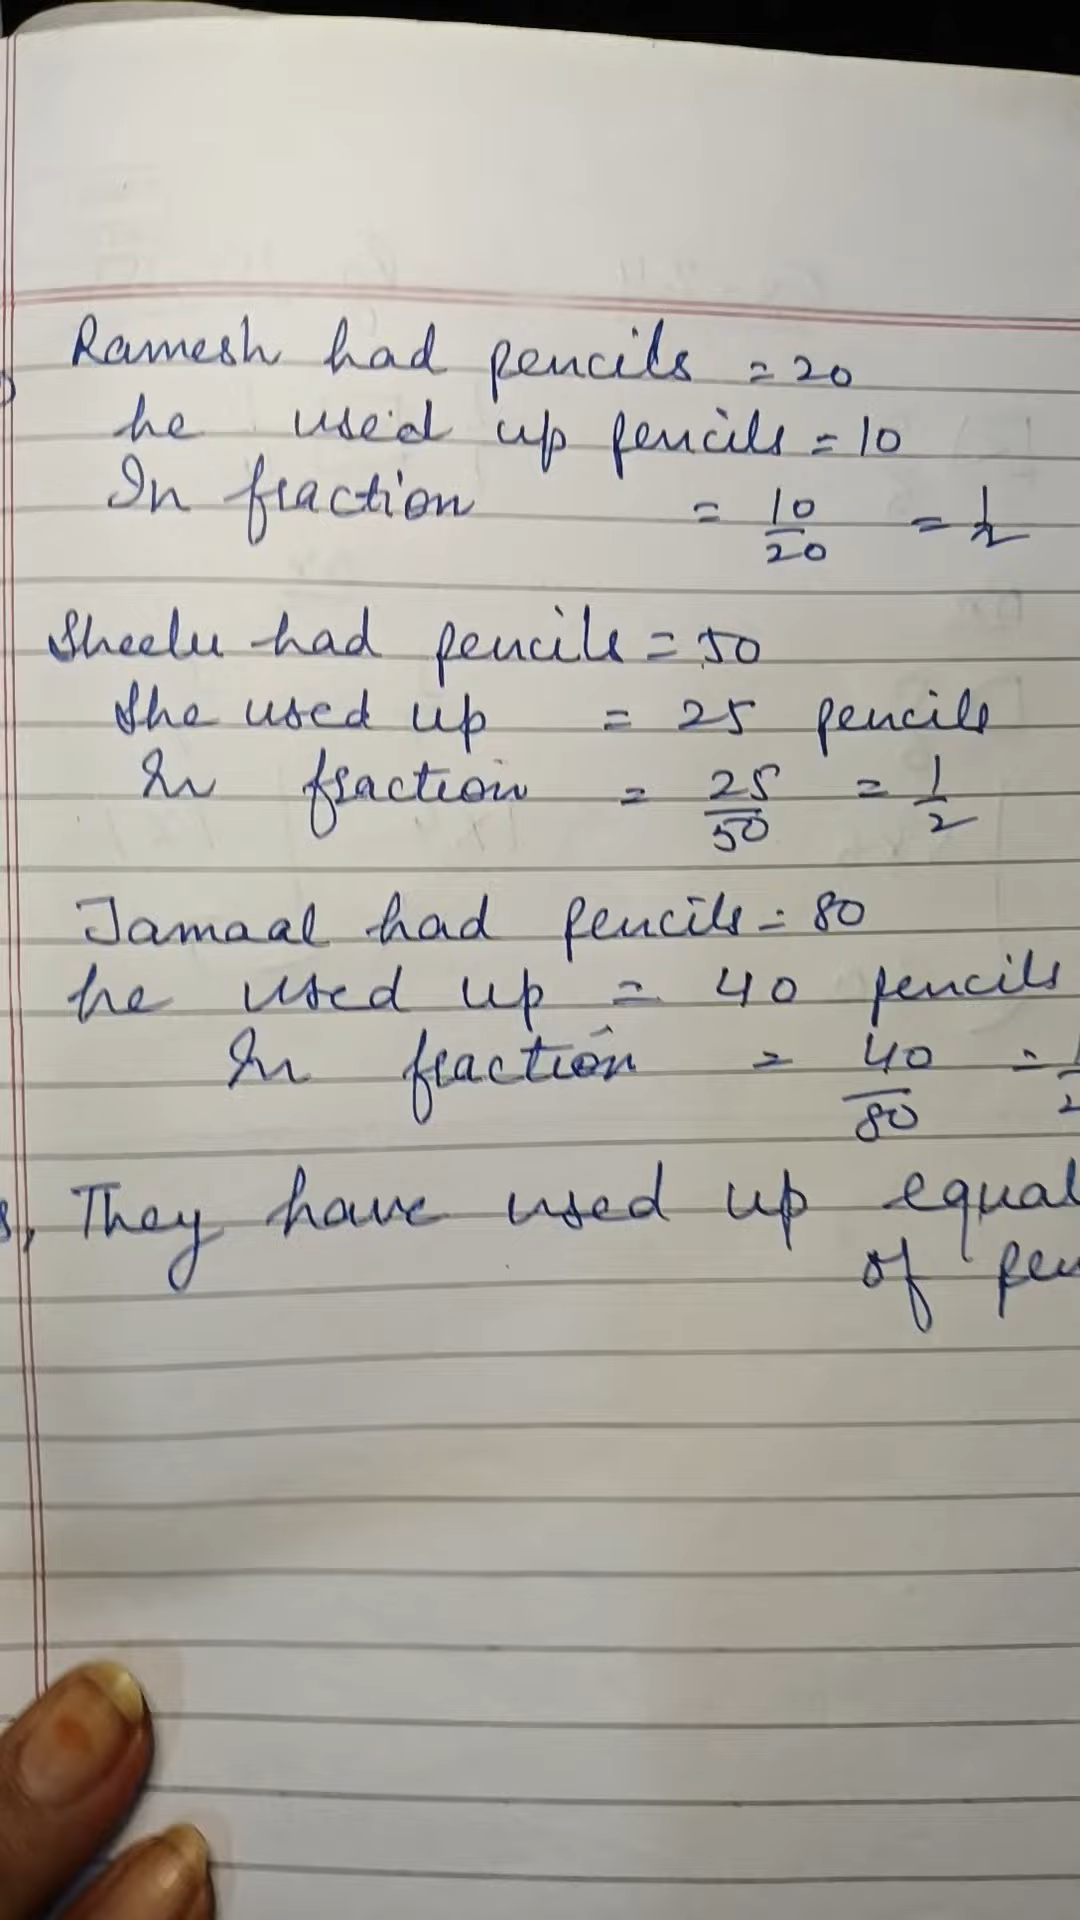 Ramesh had pencils = 20
he used up pencils = 10
In fraction = 10/20 = 1/2
Sheelu had pencils = 50
She used up = 25 pencils
In fraction = 25/50 = 1/2
Jamaal had pencils = 80
he used up = 40 pencils
In fraction = 40/80 = 1/2
They have used up equal
of